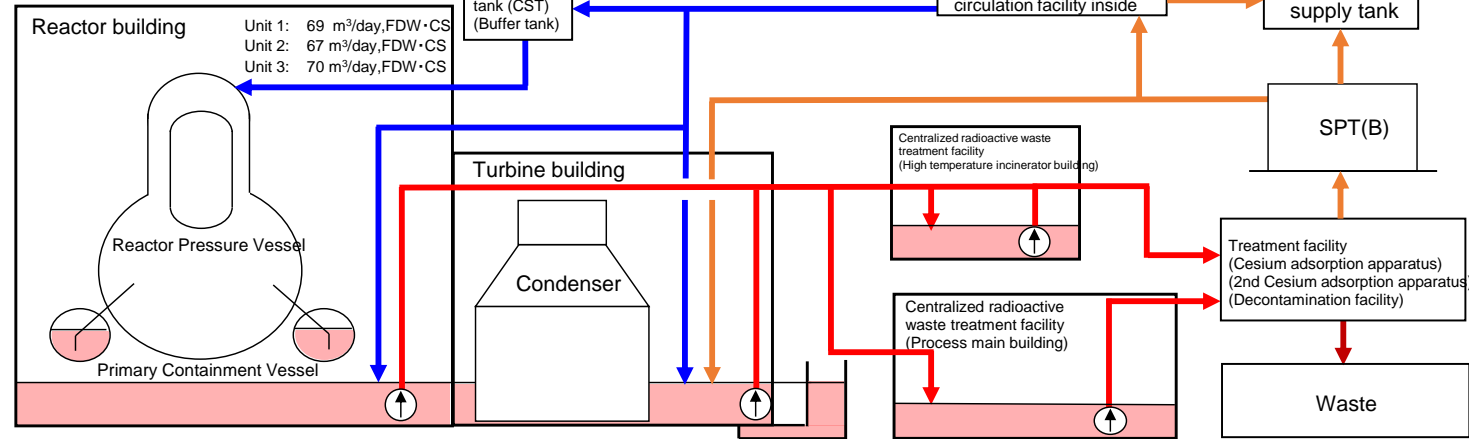 tank (CST)
(Buffer tank)
circulation facility inside
supply tank
Reactor building
Unit 1: 69 m³/day,FDW・CS
Unit 2: 67 m³/day,FDW・CS
Unit 3: 70 m³/day,FDW・CS
SPT(B)
Centralized radioactive waste
treatment facility
(High temperature incinerator building)
Turbine building
Reactor Pressure Vessel
Condenser
Treatment facility
(Cesium adsorption apparatus)
(2nd Cesium adsorption apparatus)
(Decontamination facility)
Centralized radioactive
waste treatment facility
(Process main building)
Primary Containment Vessel
Waste